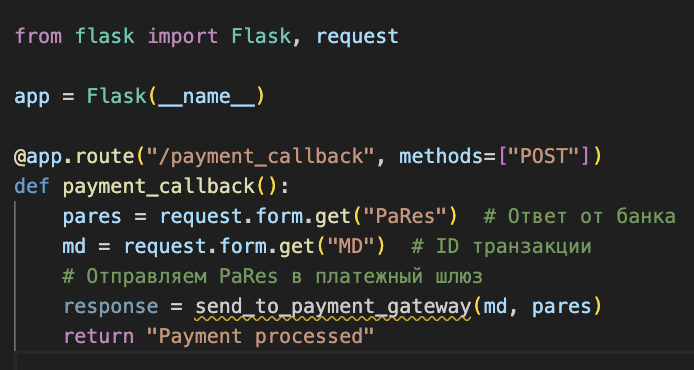 from flask import Flask, request
app = Flask(__name__)
@app.route("/payment_callback", methods=["POST"])
def payment_callback():
pares = request.form.get("PaRes")  # Ответ от банка
md = request.form.get("MD")  # ID транзакции
# Отправляем PaRes в платежный шлюз
response = send_to_payment_gateway(md, pares)
return "Payment processed"